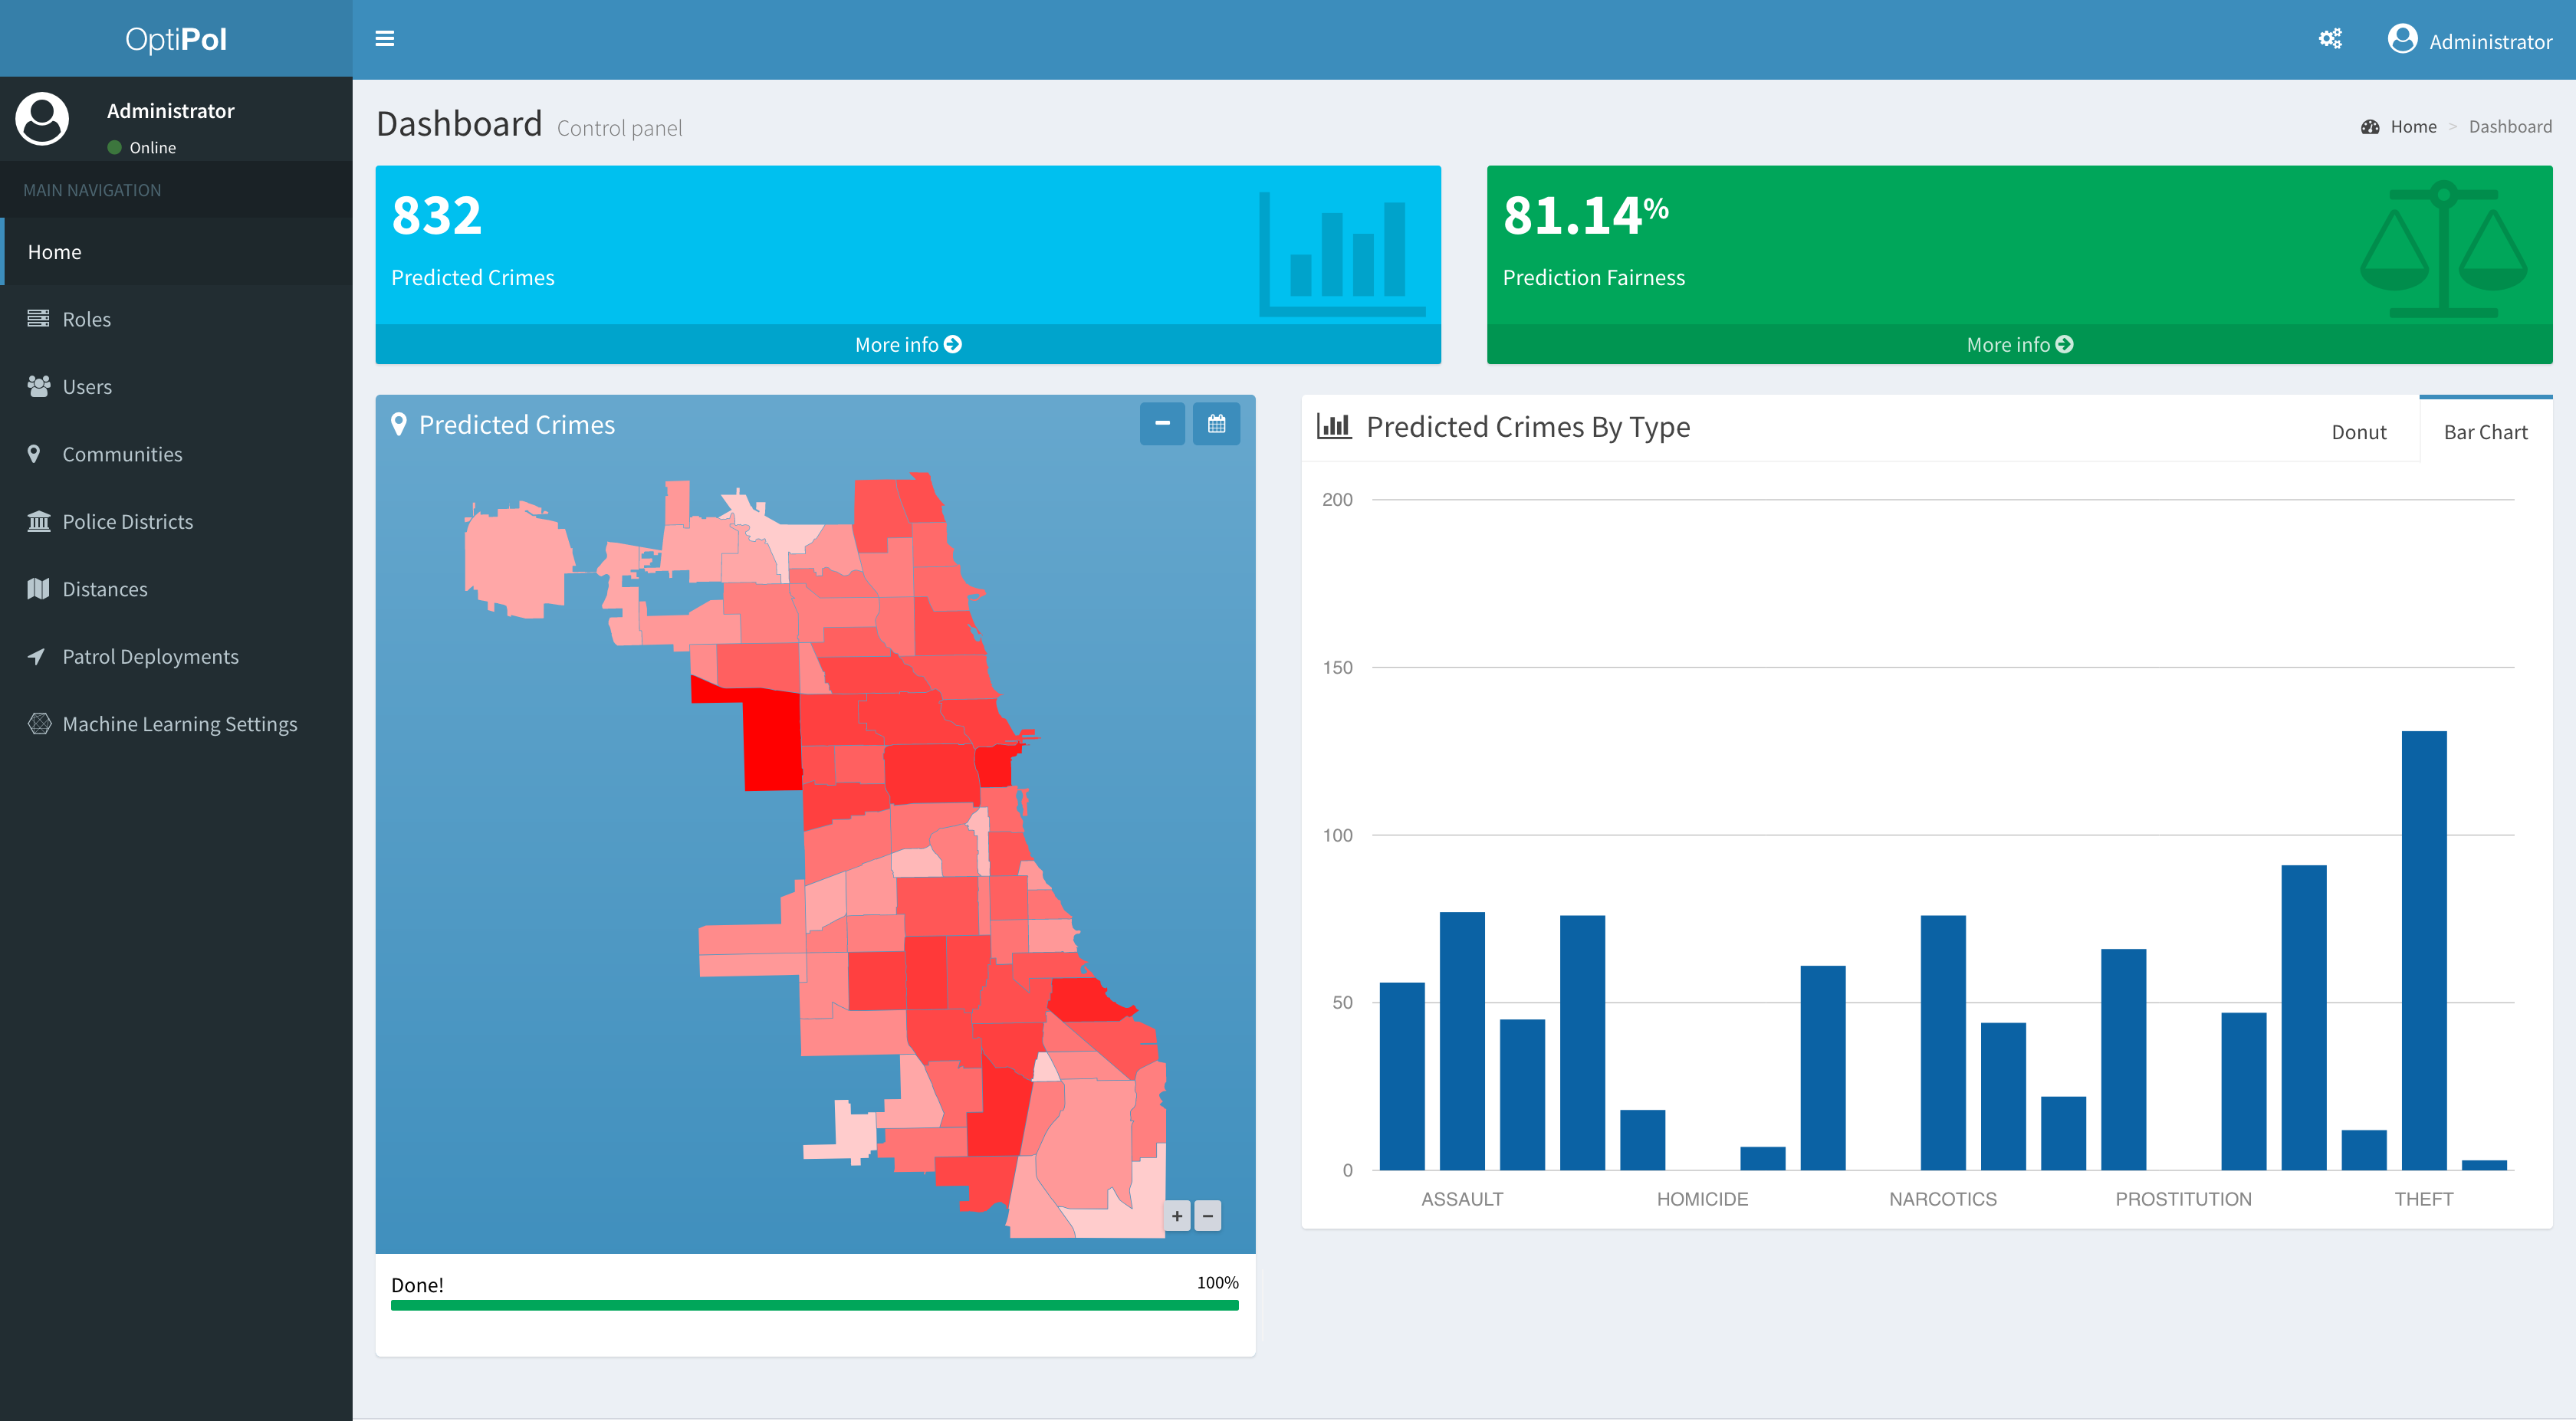 OptiPol
Administrator
Administrator
Online
MAIN NAVIGATION
Home
Roles
Users
Communities
Police Districts
Distances
Patrol Deployments
Machine Learning Settings
Dashboard Control panel
Home > Dashboard
832
Predicted Crimes
More info
81.14%
Prediction Fairness
More info
Predicted Crimes
+ −
Done! 100%
Predicted Crimes By Type
Donut Bar Chart
200
150
100
50
0
ASSAULT HOMICIDE NARCOTICS PROSTITUTION THEFT